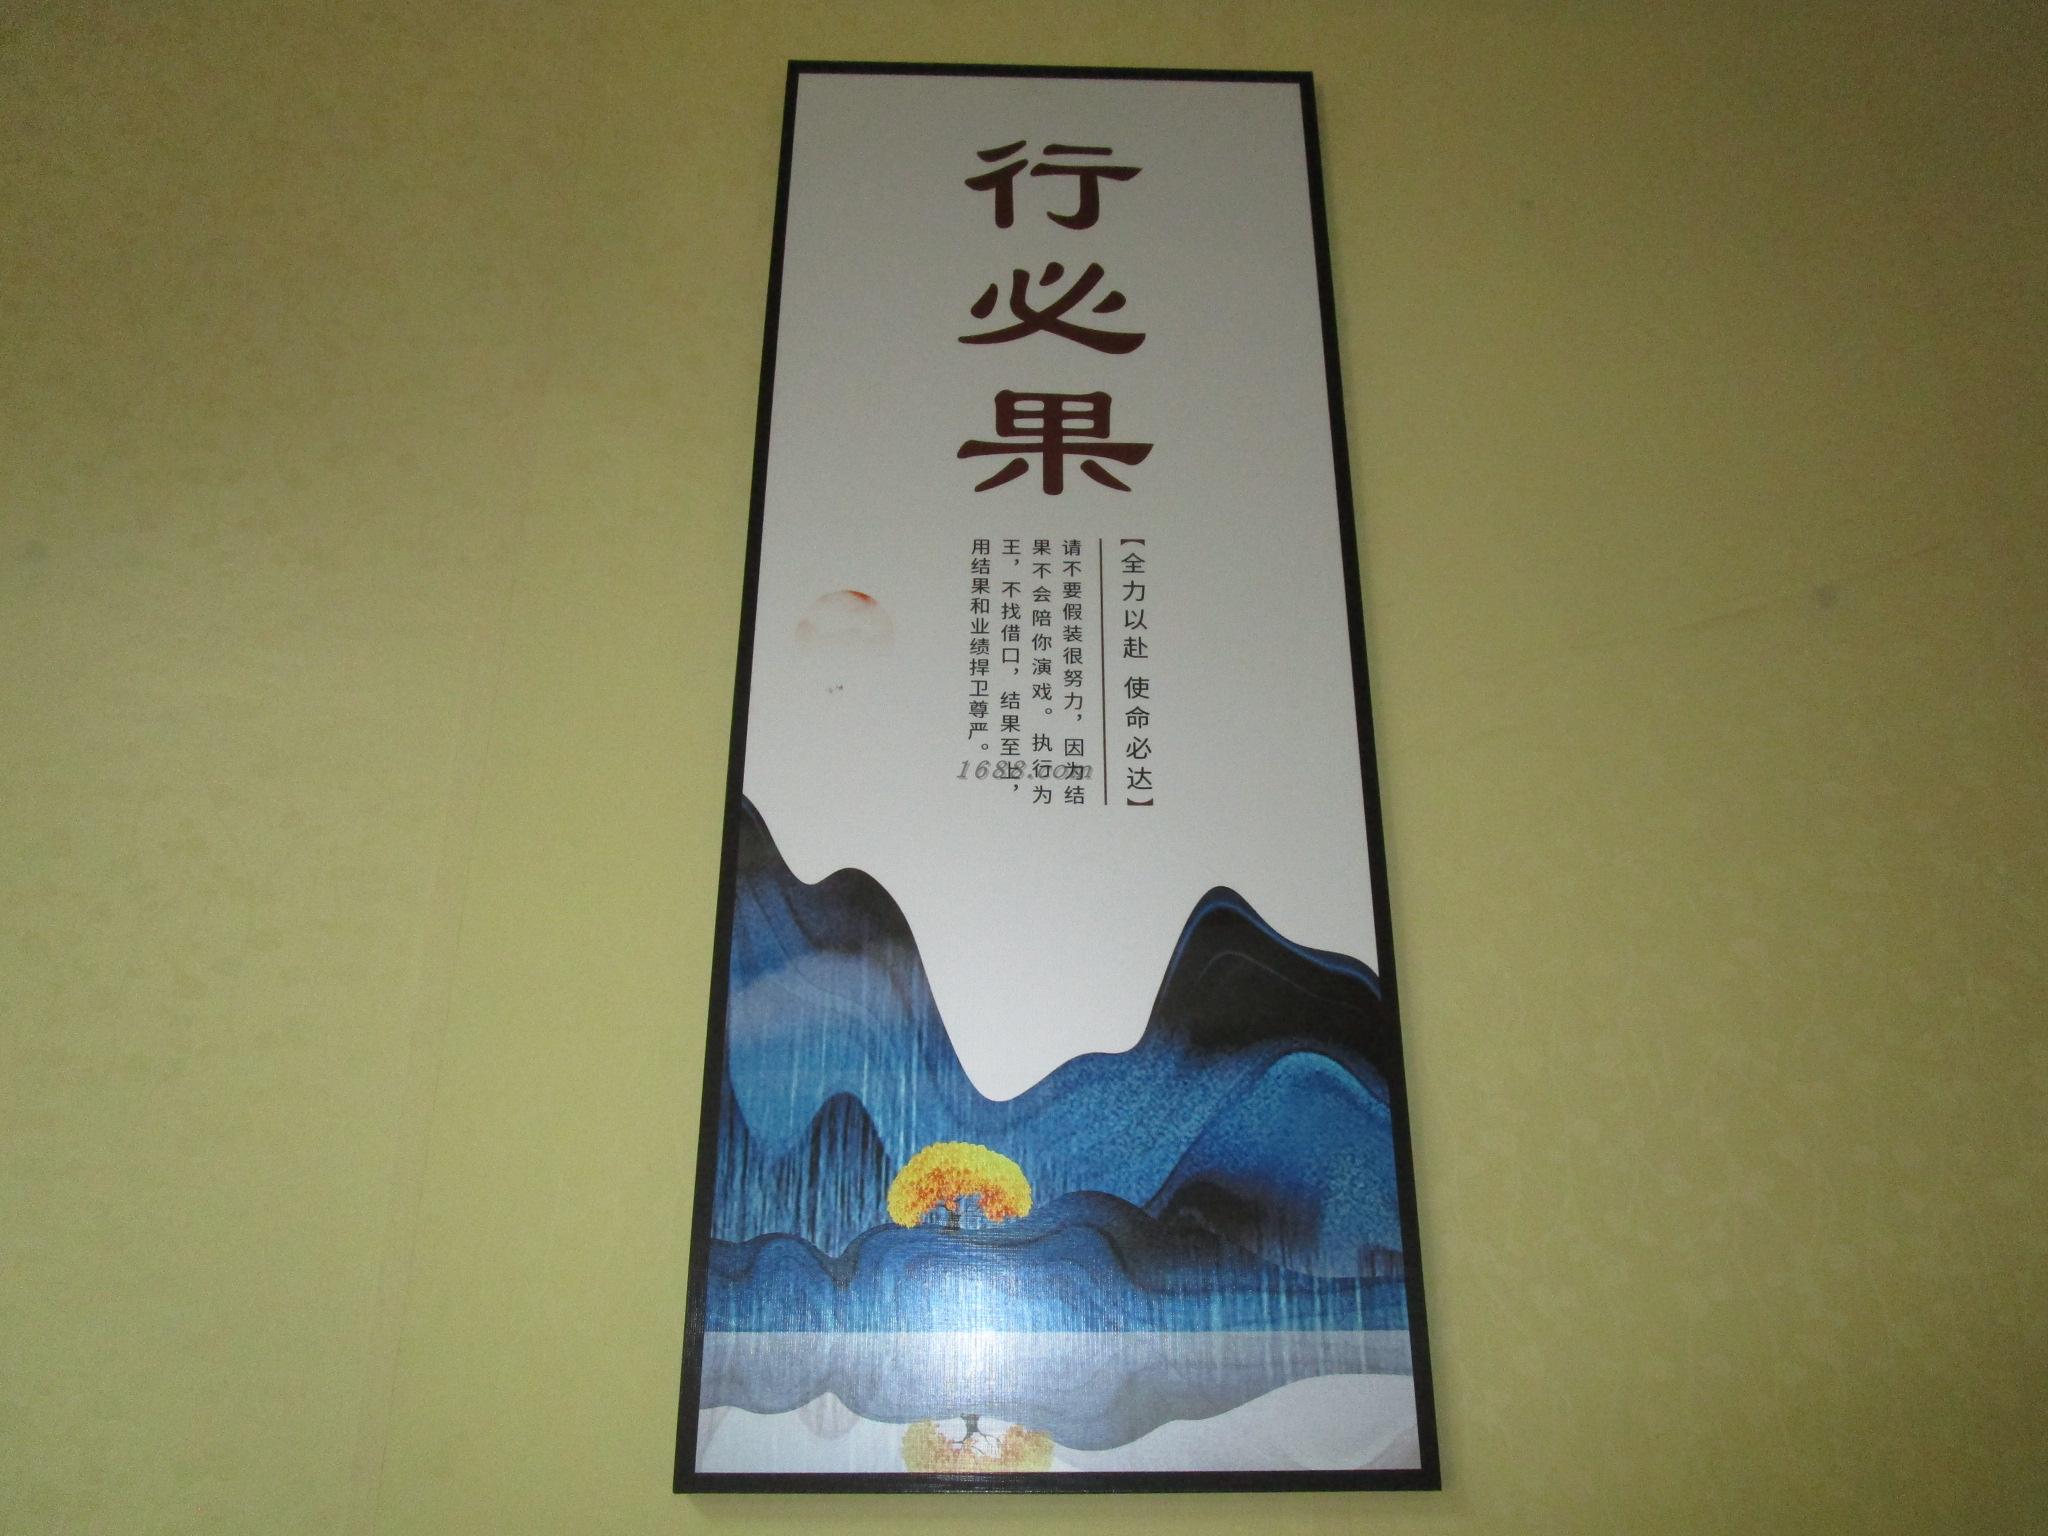 行必果
【全力以赴 使命必达】
请不要假装很努力，因为结
果不会陪你演戏。执行为
王，不找借口，结果至上，
用结果和业绩捍卫尊严。
1688.com